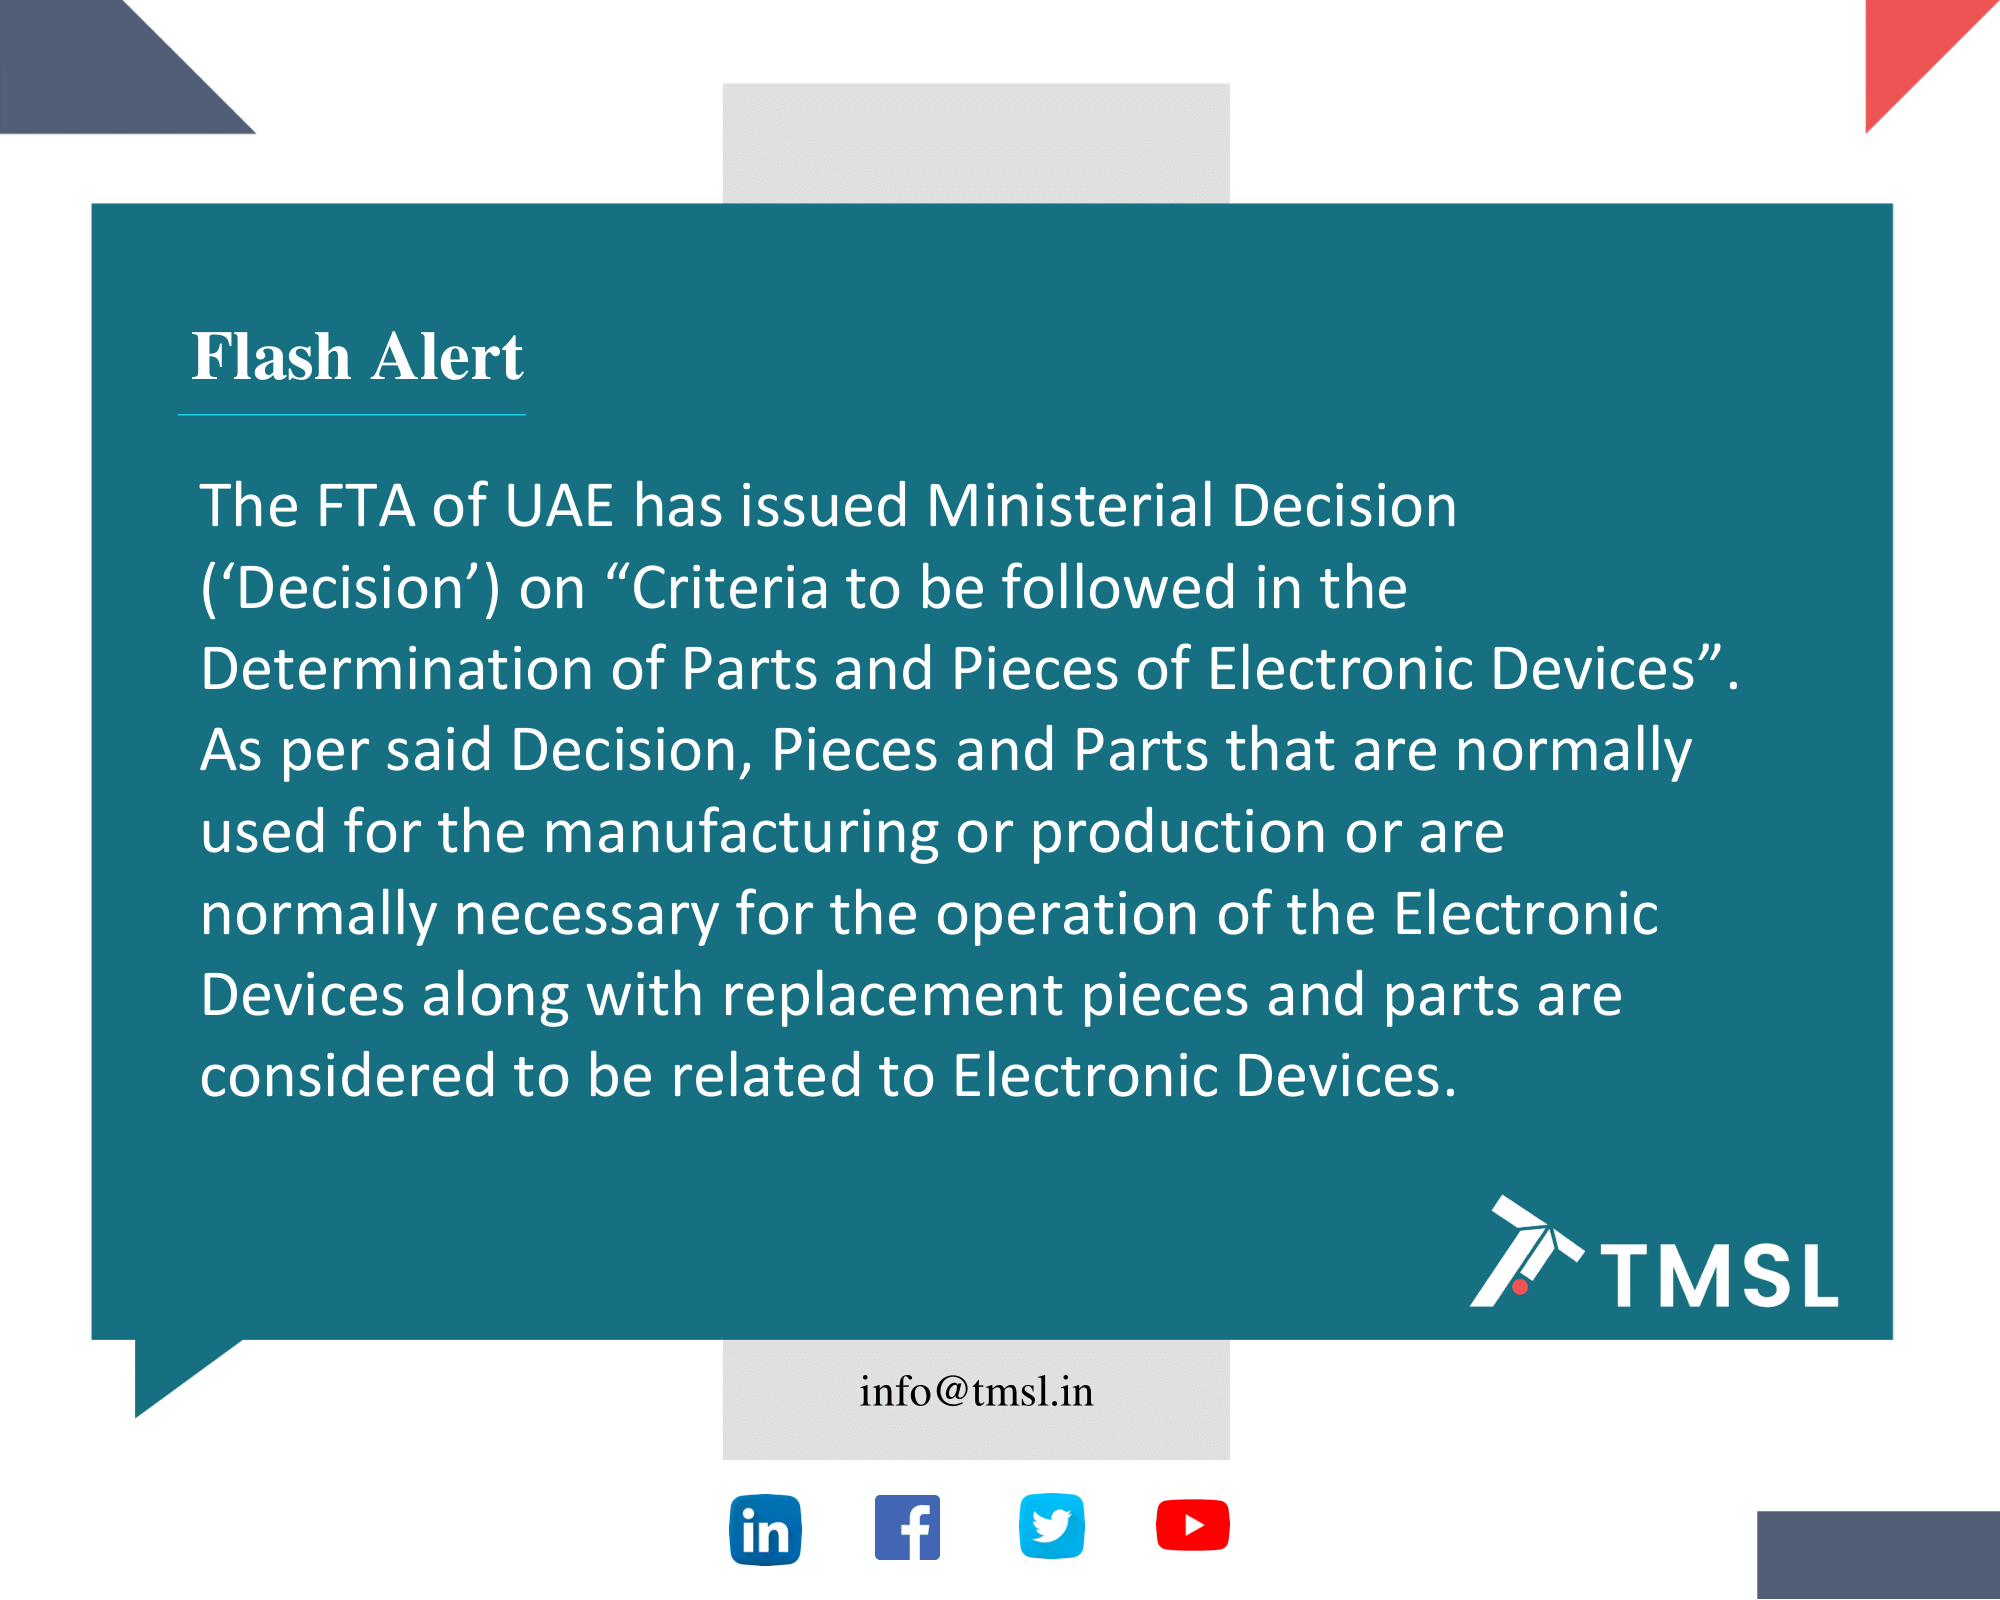 Flash Alert
The FTA of UAE has issued Ministerial Decision
(‘Decision’) on “Criteria to be followed in the
Determination of Parts and Pieces of Electronic Devices”.
As per said Decision, Pieces and Parts that are normally
used for the manufacturing or production or are
normally necessary for the operation of the Electronic
Devices along with replacement pieces and parts are
considered to be related to Electronic Devices.
TMSL
info@tmsl.in
in f